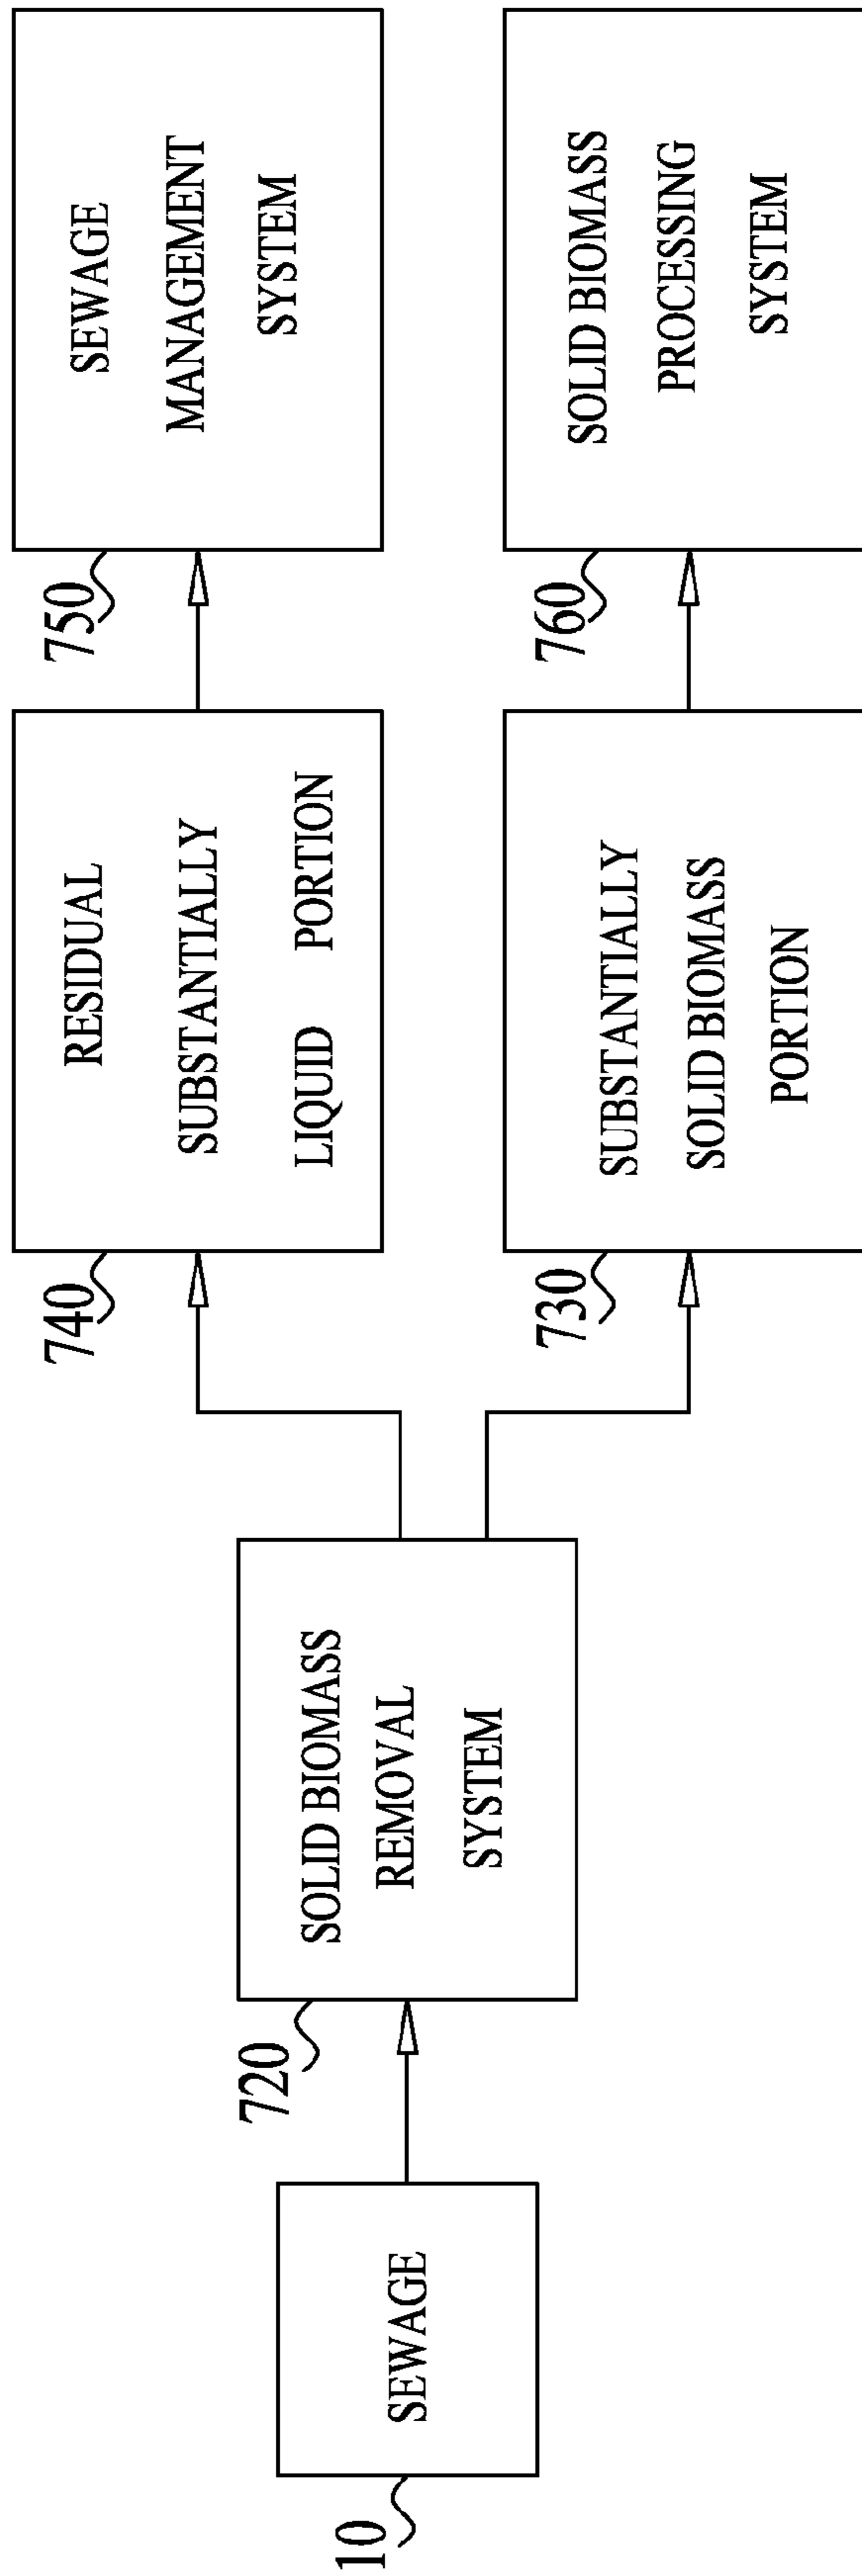 10
SEWAGE
720
SOLID BIOMASS
REMOVAL
SYSTEM
740
RESIDUAL
SUBSTANTIALLY
LIQUID PORTION
750
SEWAGE
MANAGEMENT
SYSTEM
730
SUBSTANTIALLY
SOLID BIOMASS
PORTION
760
SOLID BIOMASS
PROCESSING
SYSTEM